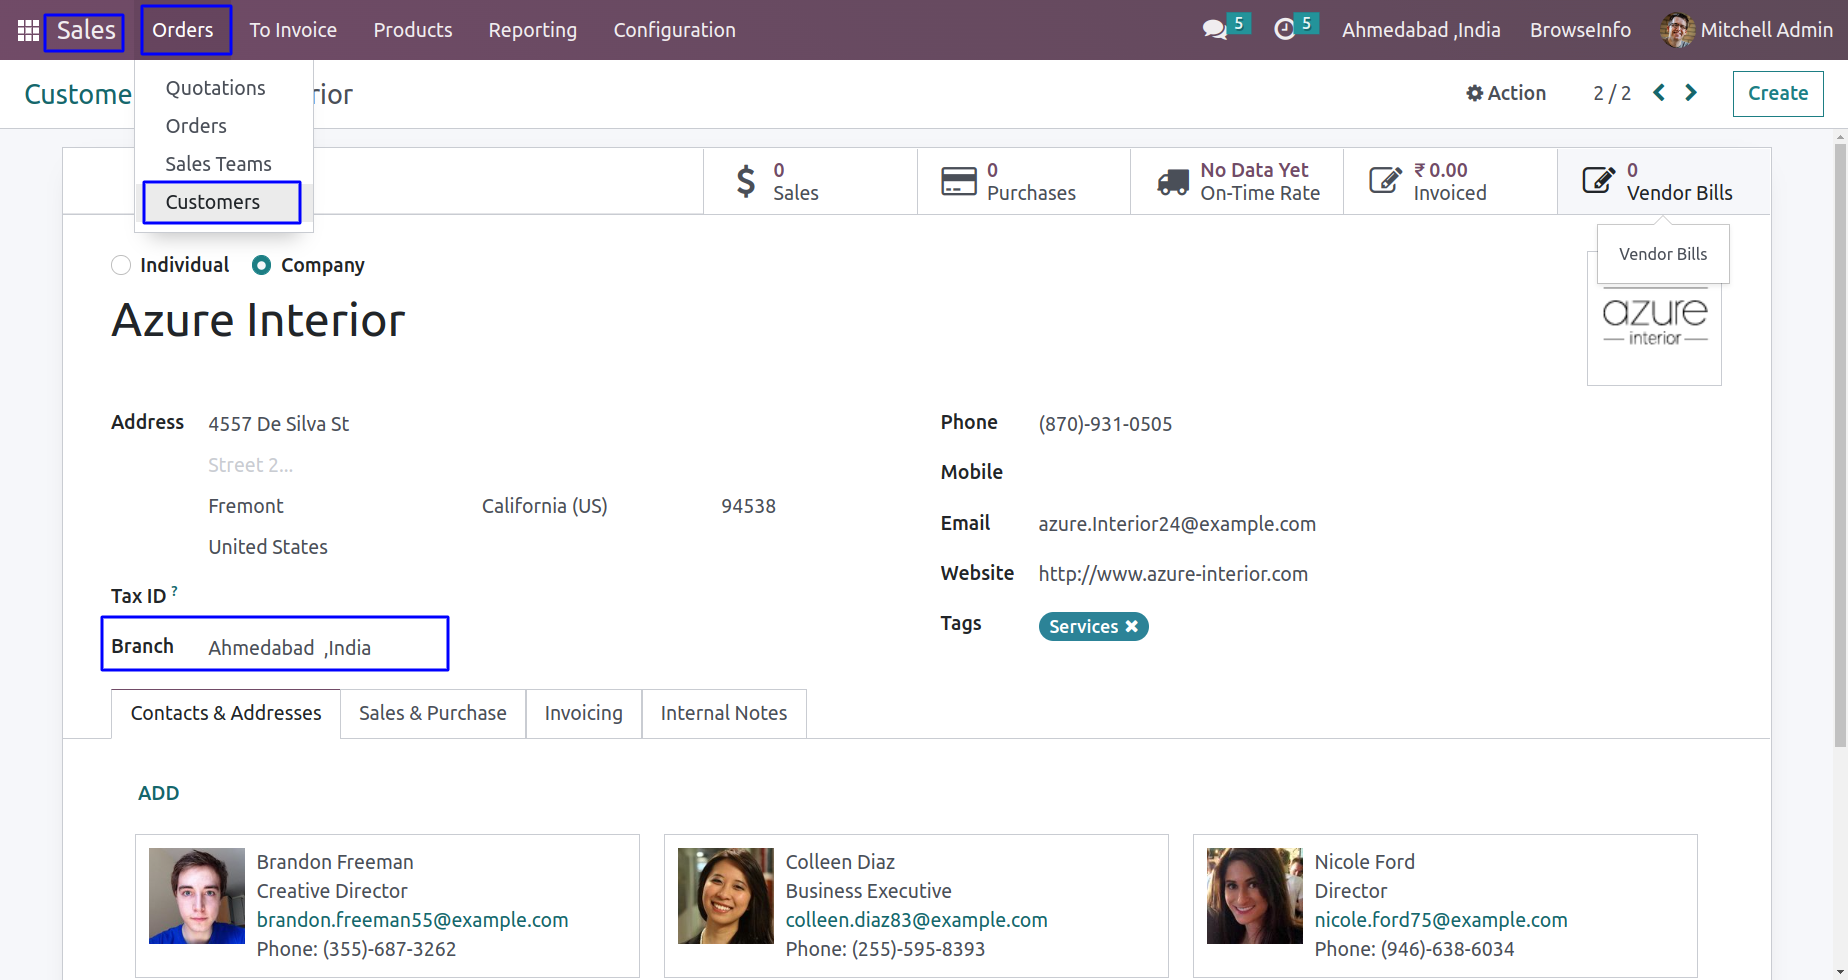 Sales Orders To Invoice Products Reporting Configuration 5 5 Ahmedabad ,India BrowseInfo Mitchell Admin
Custome rior Action 2 / 2 Create
Quotations
Orders
Sales Teams
Customers
0
Sales
0
Purchases
No Data Yet
On-Time Rate
₹ 0.00
Invoiced
0
Vendor Bills
Vendor Bills
Individual Company
Azure Interior
azure
interior
Address 4557 De Silva St
Street 2...
Fremont California (US) 94538
United States
Tax ID ?
Branch Ahmedabad ,India
Phone (870)-931-0505
Mobile
Email azure.Interior24@example.com
Website http://www.azure-interior.com
Tags Services
Contacts & Addresses Sales & Purchase Invoicing Internal Notes
ADD
Brandon Freeman
Creative Director
brandon.freeman55@example.com
Phone: (355)-687-3262
Colleen Diaz
Business Executive
colleen.diaz83@example.com
Phone: (255)-595-8393
Nicole Ford
Director
nicole.ford75@example.com
Phone: (946)-638-6034